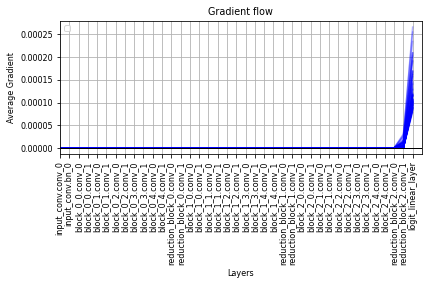 Gradient flow
0.00025
0.00020
0.00015
0.00010
0.00005
0.00000
Average Gradient
input_conv.conv_0
input_conv.bn_0
block_0_0.conv_0
block_0_0.conv_1
block_0_1.conv_0
block_0_1.conv_1
block_0_2.conv_0
block_0_2.conv_1
block_0_3.conv_0
block_0_3.conv_1
block_0_4.conv_0
block_0_4.conv_1
reduction_block_0.conv_0
reduction_block_0.conv_1
block_1_0.conv_0
block_1_0.conv_1
block_1_1.conv_0
block_1_1.conv_1
block_1_2.conv_0
block_1_2.conv_1
block_1_3.conv_0
block_1_3.conv_1
block_1_4.conv_0
block_1_4.conv_1
reduction_block_1.conv_0
reduction_block_1.conv_1
block_2_0.conv_0
block_2_0.conv_1
block_2_1.conv_0
block_2_1.conv_1
block_2_2.conv_0
block_2_2.conv_1
block_2_3.conv_0
block_2_3.conv_1
block_2_4.conv_0
block_2_4.conv_1
reduction_block_2.conv_0
reduction_block_2.conv_1
logit_linear_layer
Layers